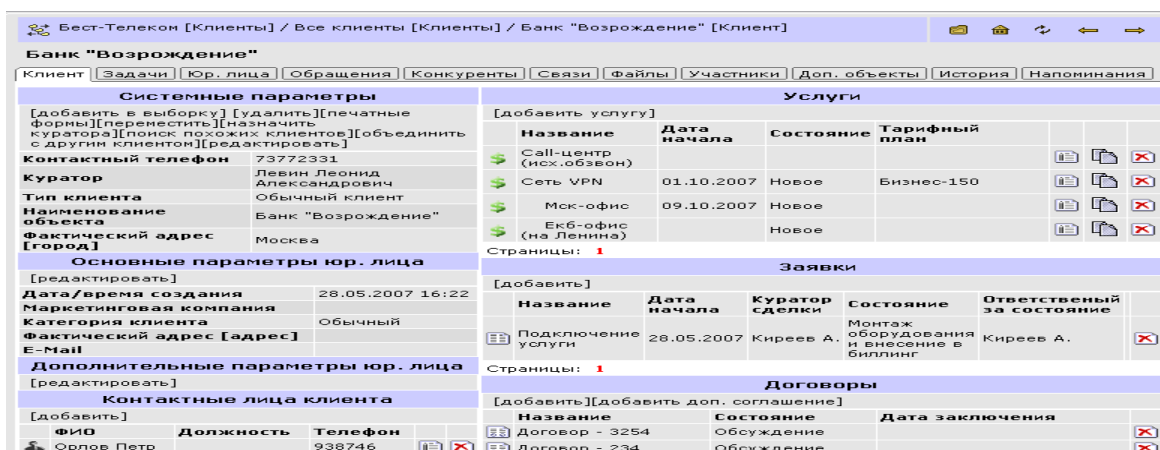 Бест-Телеком [Клиенты] / Все клиенты [Клиенты] / Банк "Возрождение" [Клиент]
Банк "Возрождение"
Клиент Задачи Юр. лица Обращения Конкуренты Связи Файлы Участники Доп. объекты История Напоминания
Системные параметры
[добавить в выборку] [удалить][печатные
формы][переместить][назначить
куратора][поиск похожих клиентов][объединить
с другим клиентом][редактировать]
Контактный телефон 73772331
Куратор Левин Леонид
Александрович
Тип клиента Обычный клиент
Наименование
объекта Банк "Возрождение"
Фактический адрес
[город] Москва
Основные параметры юр. лица
[редактировать]
Дата/время создания 28.05.2007 16:22
Маркетинговая компания
Категория клиента Обычный
Фактический адрес [адрес]
E-Mail
Дополнительные параметры юр. лица
[редактировать]
Контактные лица клиента
[добавить]
ФИО Должность Телефон
Орлов Петр 938746
Услуги
[добавить услугу]
Название Дата
начала Состояние Тарифный
план
Call-центр
(исх.обзвон)
Сеть VPN 01.10.2007 Новое Бизнес-150
Мск-офис 09.10.2007 Новое
Екб-офис
(на Ленина) Новое
Страницы: 1
Заявки
[добавить]
Название Дата
начала Куратор
сделки Состояние Ответственый
за состояние
Подключение
услуги 28.05.2007 Киреев А. Монтаж
оборудования
и внесение в
биллинг Киреев А.
Страницы: 1
Договоры
[добавить][добавить доп. соглашение]
Название Состояние Дата заключения
Договор - 3254 Обсуждение
Договор - 234 Обсуждение